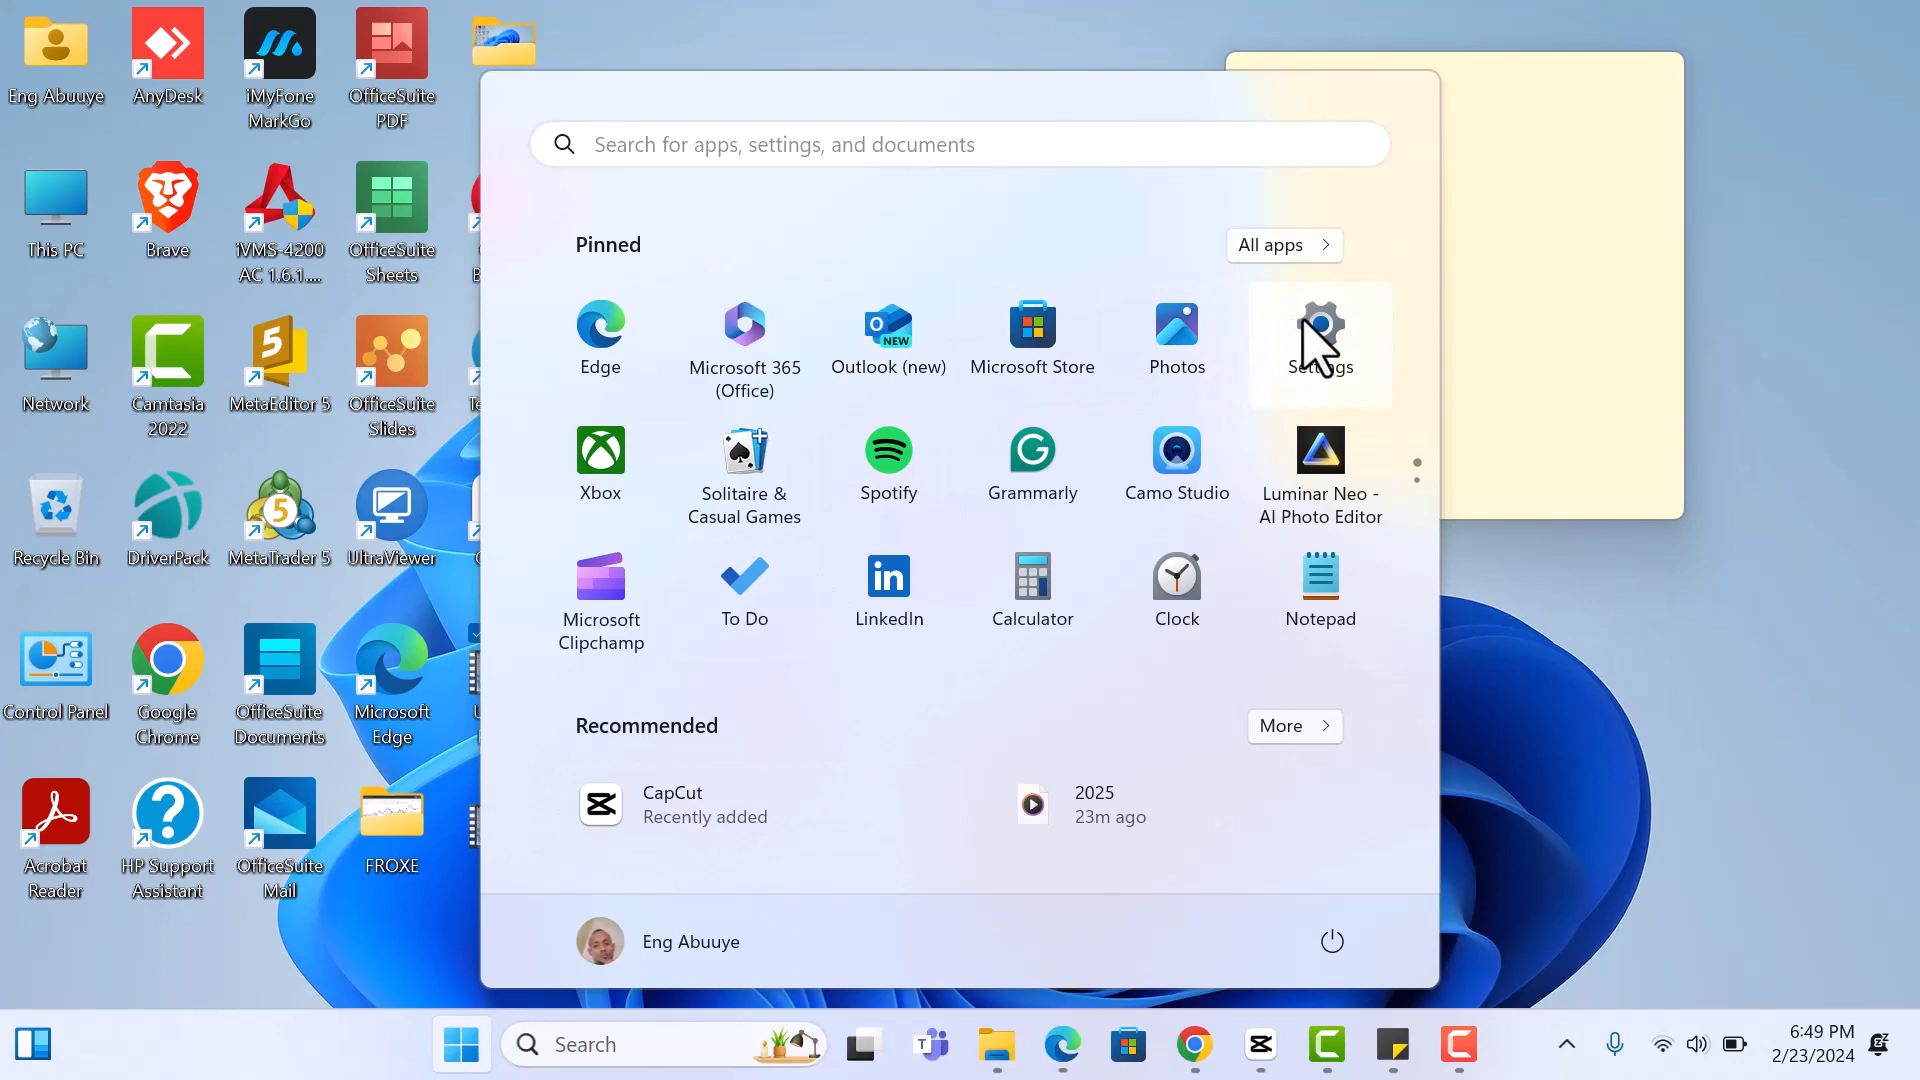 Eng Abuuye
AnyDesk
iMyFone
MarkGo
OfficeSuite
PDF
This PC
Brave
iVMS-4200
AC 1.6.1....
OfficeSuite
Sheets
Network
Camtasia
2022
MetaEditor 5
OfficeSuite
Slides
Recycle Bin
DriverPack
MetaTrader 5
UltraViewer
Control Panel
Google
Chrome
OfficeSuite
Documents
Microsoft
Edge
Acrobat
Reader
HP Support
Assistant
OfficeSuite
Mail
FROXE
Search for apps, settings, and documents
Pinned
All apps
Edge
Microsoft 365
(Office)
Outlook (new)
NEW
Microsoft Store
Photos
Settings
Xbox
Solitaire &
Casual Games
Spotify
Grammarly
Camo Studio
Luminar Neo -
AI Photo Editor
Microsoft
Clipchamp
To Do
LinkedIn
Calculator
Clock
Notepad
Recommended
More
CapCut
Recently added
2025
23m ago
Eng Abuuye
Search
6:49 PM
2/23/2024